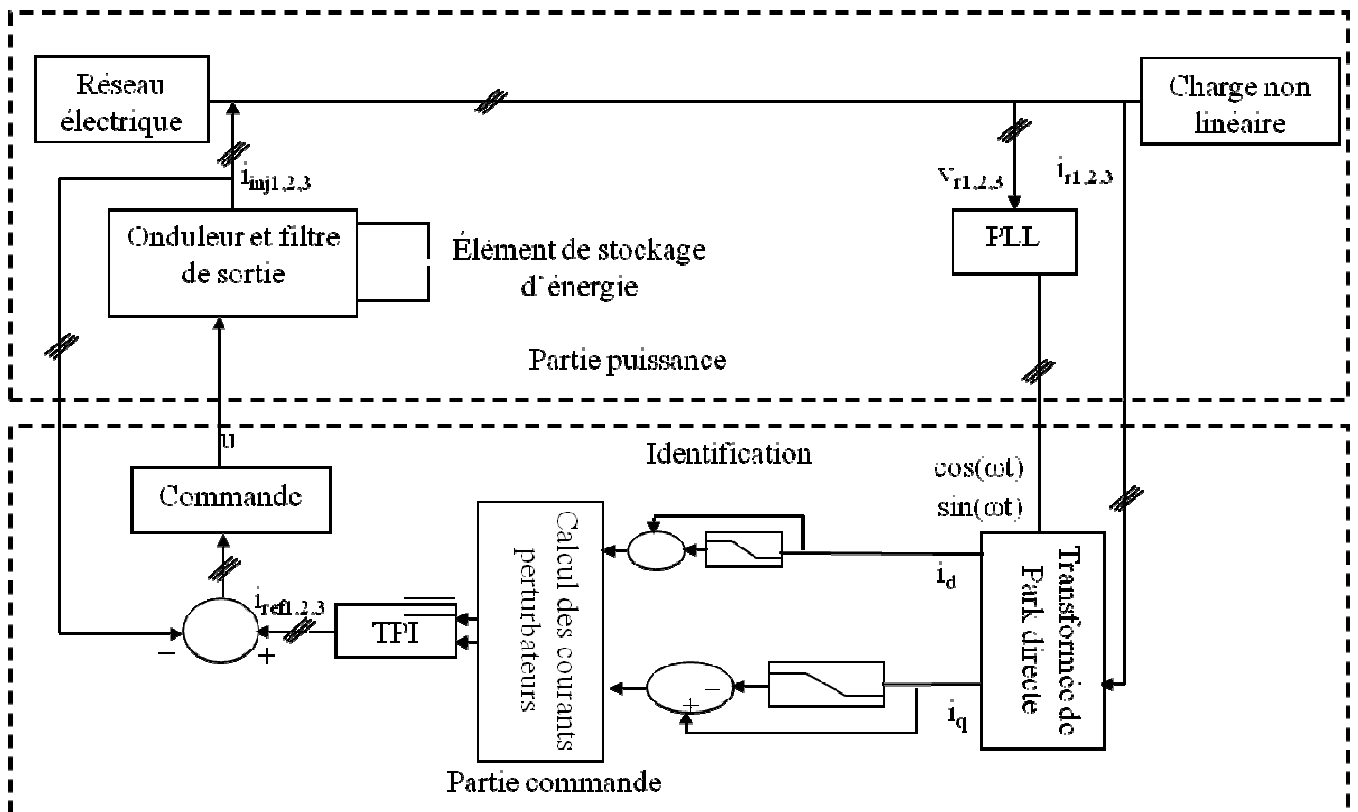 Réseau
électrique
Charge non
linéaire
i_inj1,2,3
v_r1,2,3
i_r1,2,3
Onduleur et filtre
de sortie
Élément de stockage
d'énergie
PLL
Partie puissance
u
Identification
cos(ωt)
sin(ωt)
Commande
Calcul des courants
perturbateurs
Transformée de
Park directe
i_d
i_ref1,2,3
TPI
−
+
−
+
i_q
Partie commande